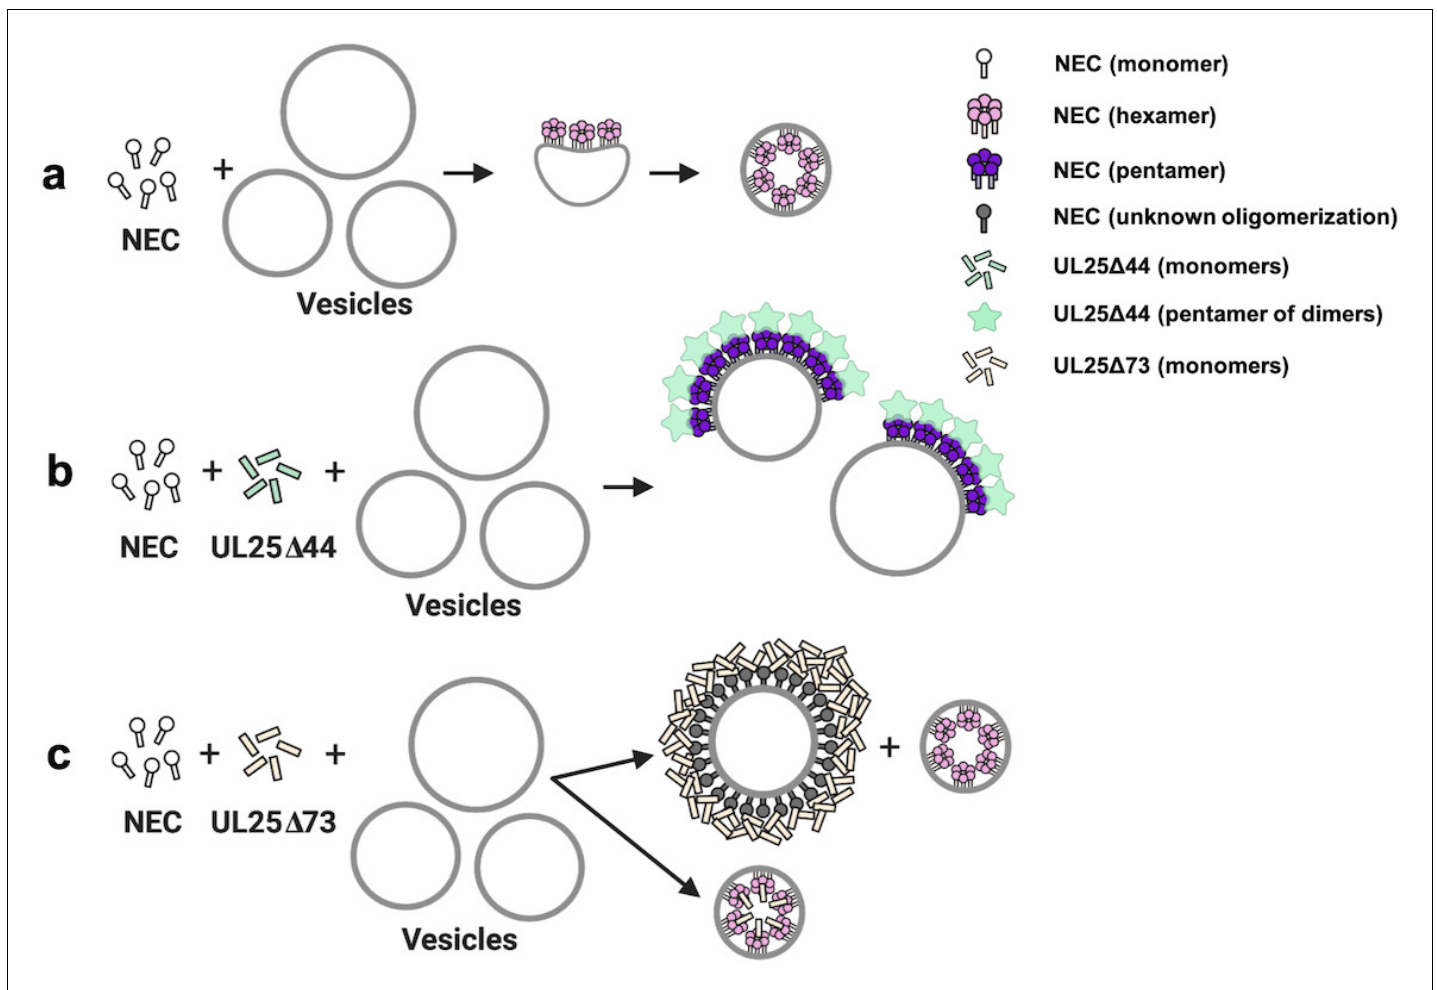 a
+
NEC
Vesicles
NEC (monomer)
NEC (hexamer)
NEC (pentamer)
NEC (unknown oligomerization)
UL25Δ44 (monomers)
UL25Δ44 (pentamer of dimers)
UL25Δ73 (monomers)
b
+
+
NEC
UL25Δ44
Vesicles
c
+
+
+
NEC
UL25Δ73
Vesicles